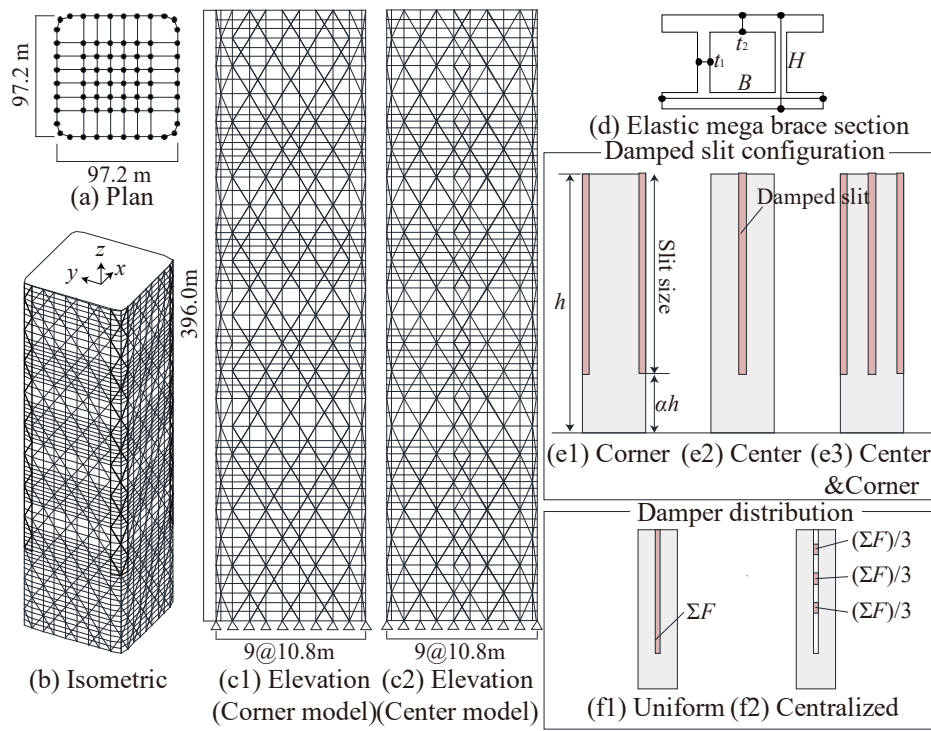 97.2 m
97.2 m
(a) Plan
z
y
x
(b) Isometric
396.0m
9@10.8m
(c1) Elevation
(Corner model)
9@10.8m
(c2) Elevation
(Center model)
t1
t2
H
B
(d) Elastic mega brace section
Damped slit configuration
h
Slit size
αh
Damped slit
(e1) Corner
(e2) Center
(e3) Center
&Corner
Damper distribution
ΣF
(ΣF)/3
(ΣF)/3
(ΣF)/3
(f1) Uniform
(f2) Centralized